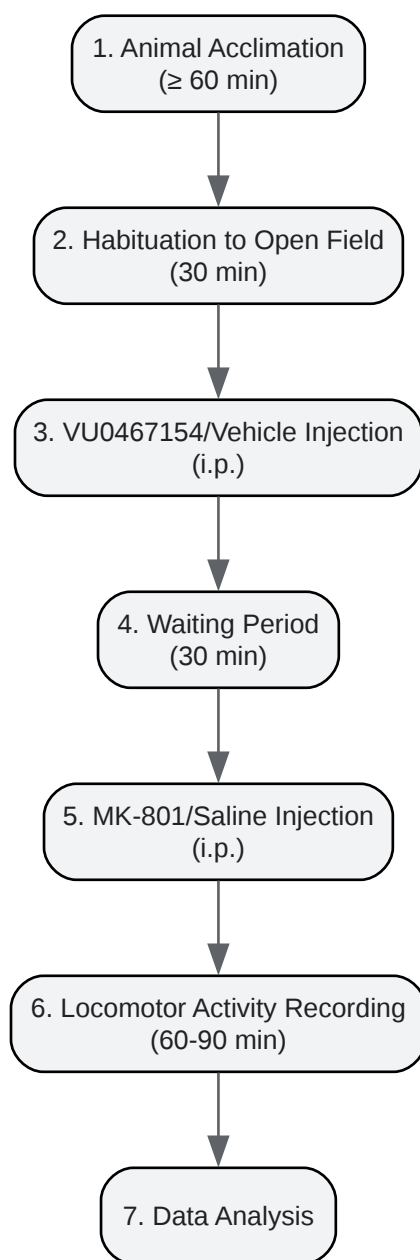 1. Animal Acclimation
(≥ 60 min)
2. Habituation to Open Field
(30 min)
3. VU0467154/Vehicle Injection
(i.p.)
4. Waiting Period
(30 min)
5. MK-801/Saline Injection
(i.p.)
6. Locomotor Activity Recording
(60-90 min)
7. Data Analysis